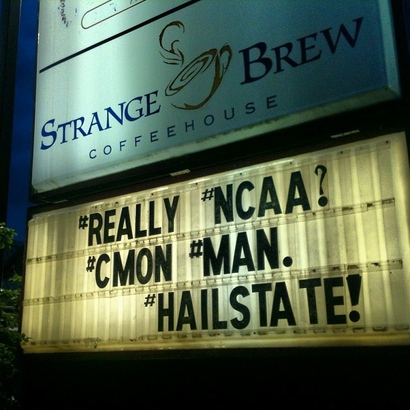 STRANGE BREW
COFFEEHOUSE
#REALLY #NCAA?
#CMON #MAN.
#HAILSTATE!